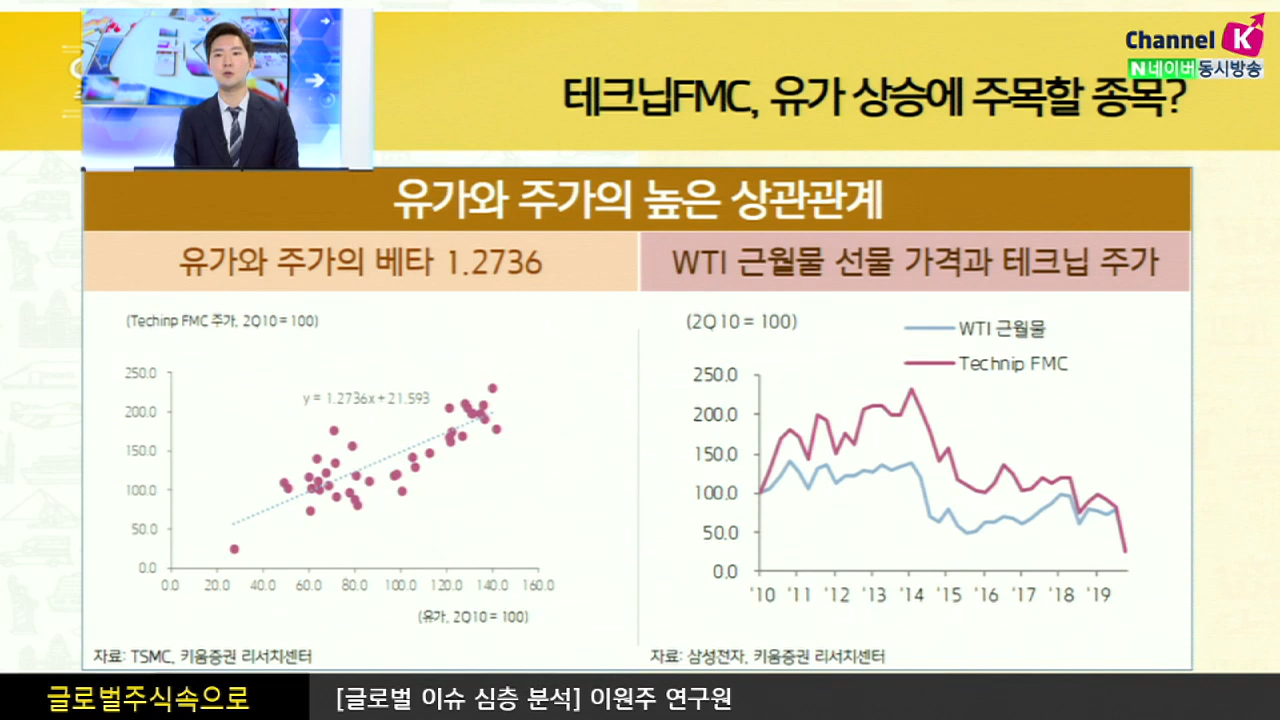 Channel K
N네이버 동시방송
테크닙FMC, 유가 상승에 주목할 종목?
유가와 주가의 높은 상관관계
유가와 주가의 베타 1.2736
WTI 근월물 선물 가격과 테크닙 주가
(Techinp FMC 주가, 2Q10 = 100)
250.0
200.0
150.0
100.0
50.0
0.0
y = 1.2736x + 21.593
0.0 20.0 40.0 60.0 80.0 100.0 120.0 140.0 160.0
(유가, 2Q10 = 100)
자료: TSMC, 키움증권 리서치센터
(2Q10 = 100)
WTI 근월물
Technip FMC
250.0
200.0
150.0
100.0
50.0
0.0
'10 '11 '12 '13 '14 '15 '16 '17 '18 '19
자료: 삼성전자, 키움증권 리서치센터
글로벌주식속으로
[글로벌 이슈 심층 분석] 이원주 연구원